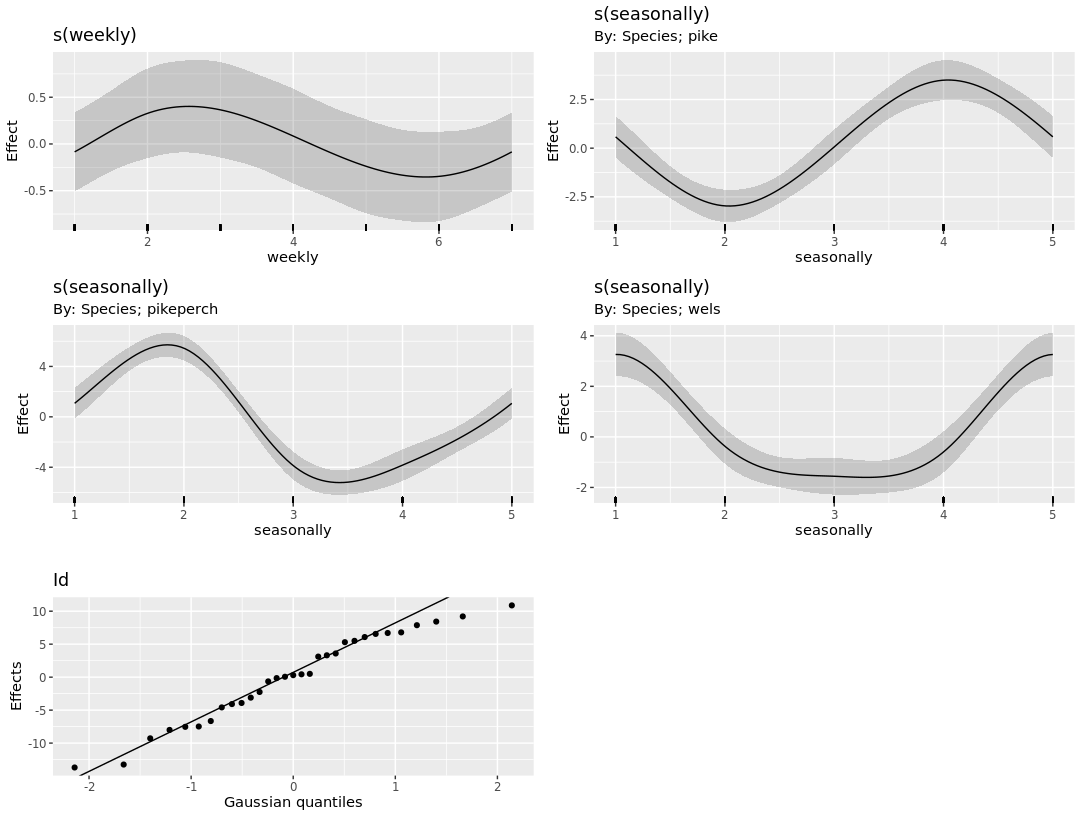 s(weekly)
Effect
0.5
0.0
-0.5
2
4
6
weekly
s(seasonally)
By: Species; pike
Effect
2.5
0.0
-2.5
1
2
3
4
5
seasonally
s(seasonally)
By: Species; pikeperch
Effect
4
0
-4
1
2
3
4
5
seasonally
s(seasonally)
By: Species; wels
Effect
4
2
0
-2
1
2
3
4
5
seasonally
Id
Effects
10
5
0
-5
-10
-2
-1
0
1
2
Gaussian quantiles